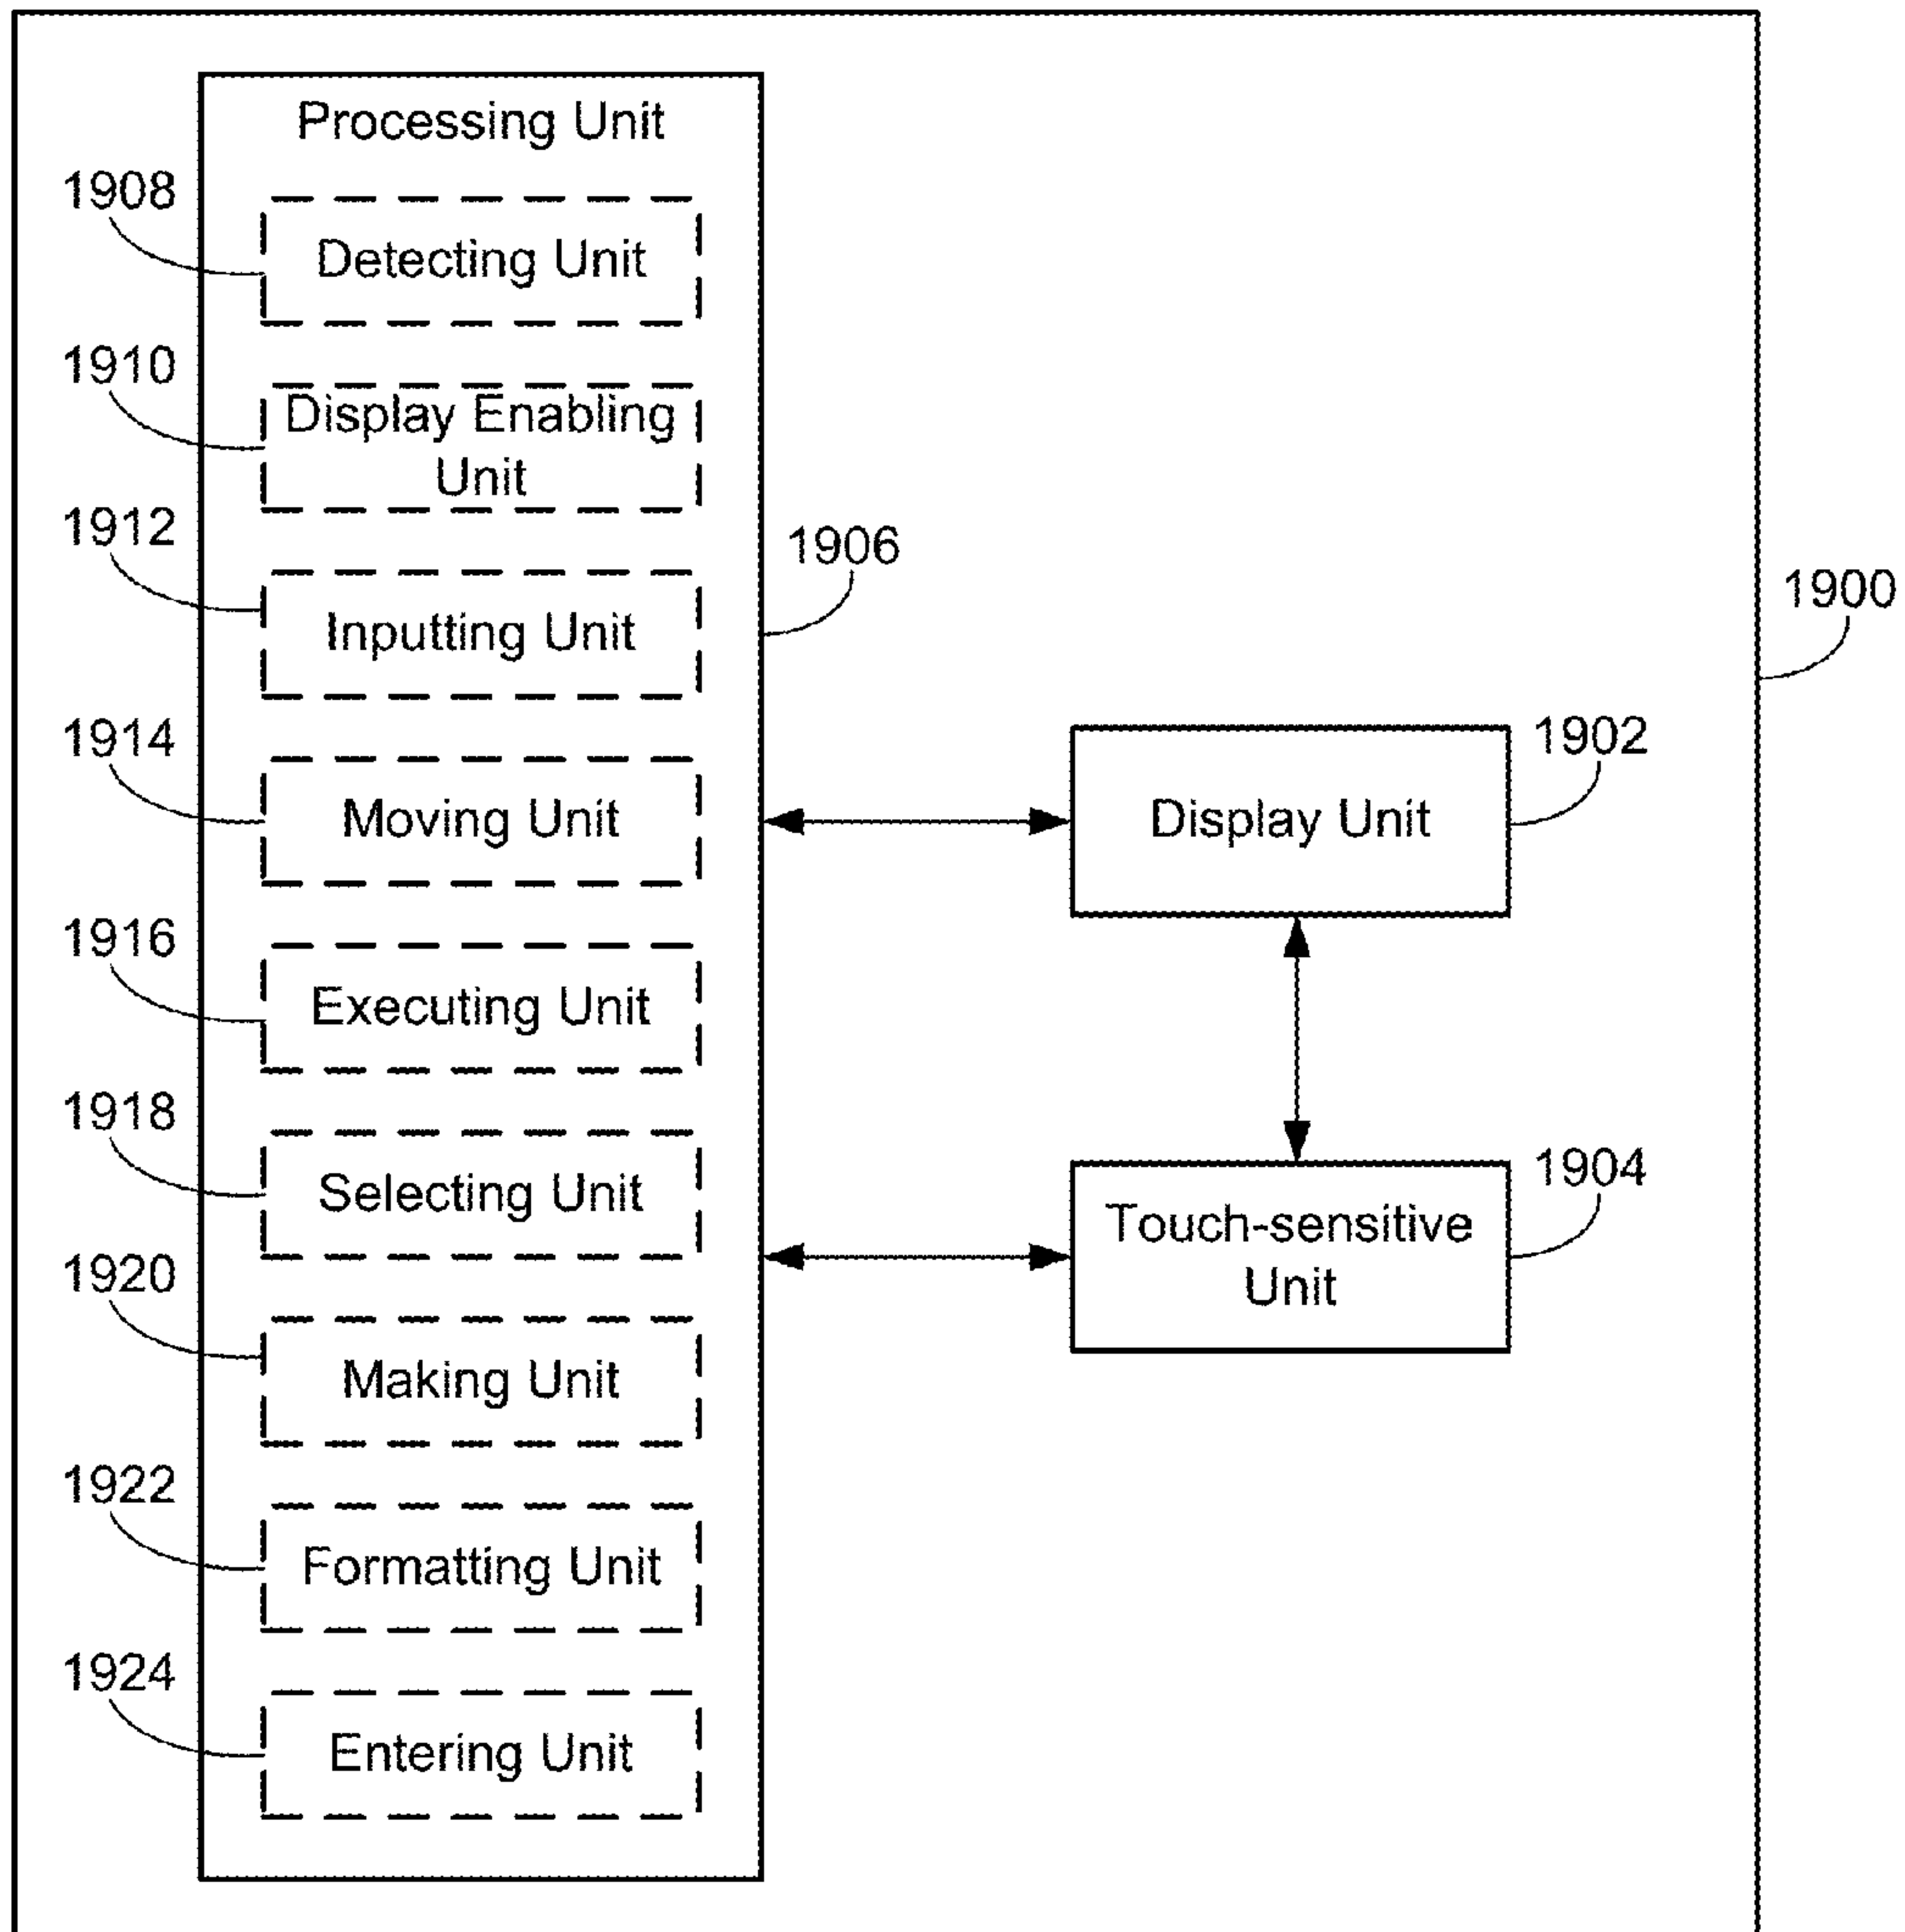 Processing Unit
1908
Detecting Unit
1910
Display Enabling
Unit
1912
Inputting Unit
1906
1900
1914
Moving Unit
1902
Display Unit
1916
Executing Unit
1918
Selecting Unit
1904
Touch-sensitive
Unit
1920
Making Unit
1922
Formatting Unit
1924
Entering Unit